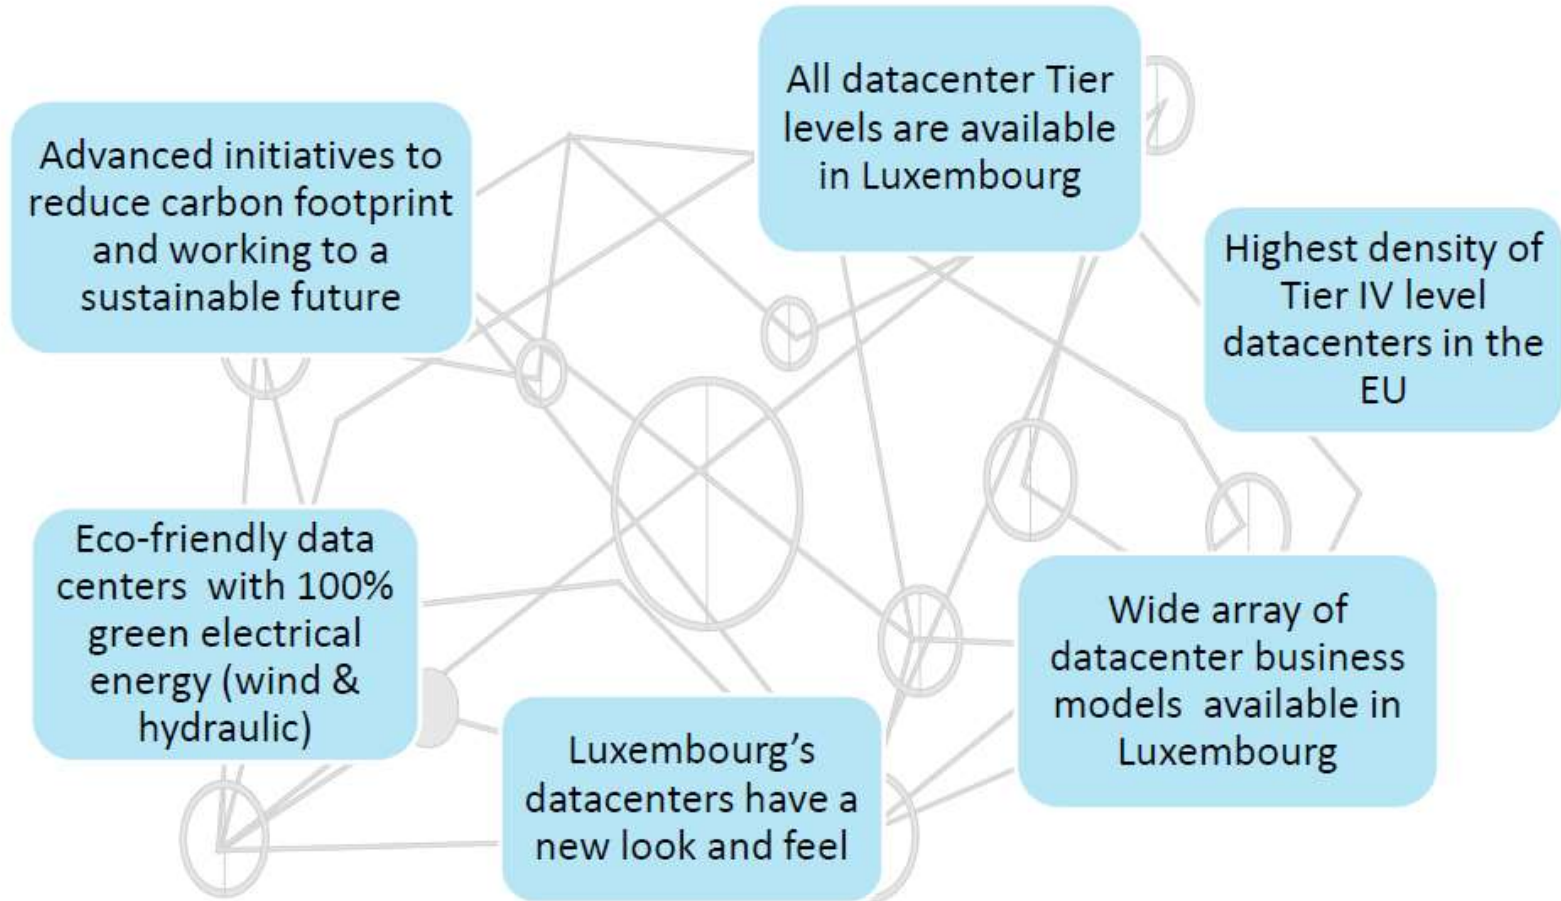 All datacenter Tier
levels are available
in Luxembourg
Advanced initiatives to
reduce carbon footprint
and working to a
sustainable future
Highest density of
Tier IV level
datacenters in the
EU
Eco-friendly data
centers  with 100%
green electrical
energy (wind &
hydraulic)
Wide array of
datacenter business
models  available in
Luxembourg
Luxembourg’s
datacenters have a
new look and feel